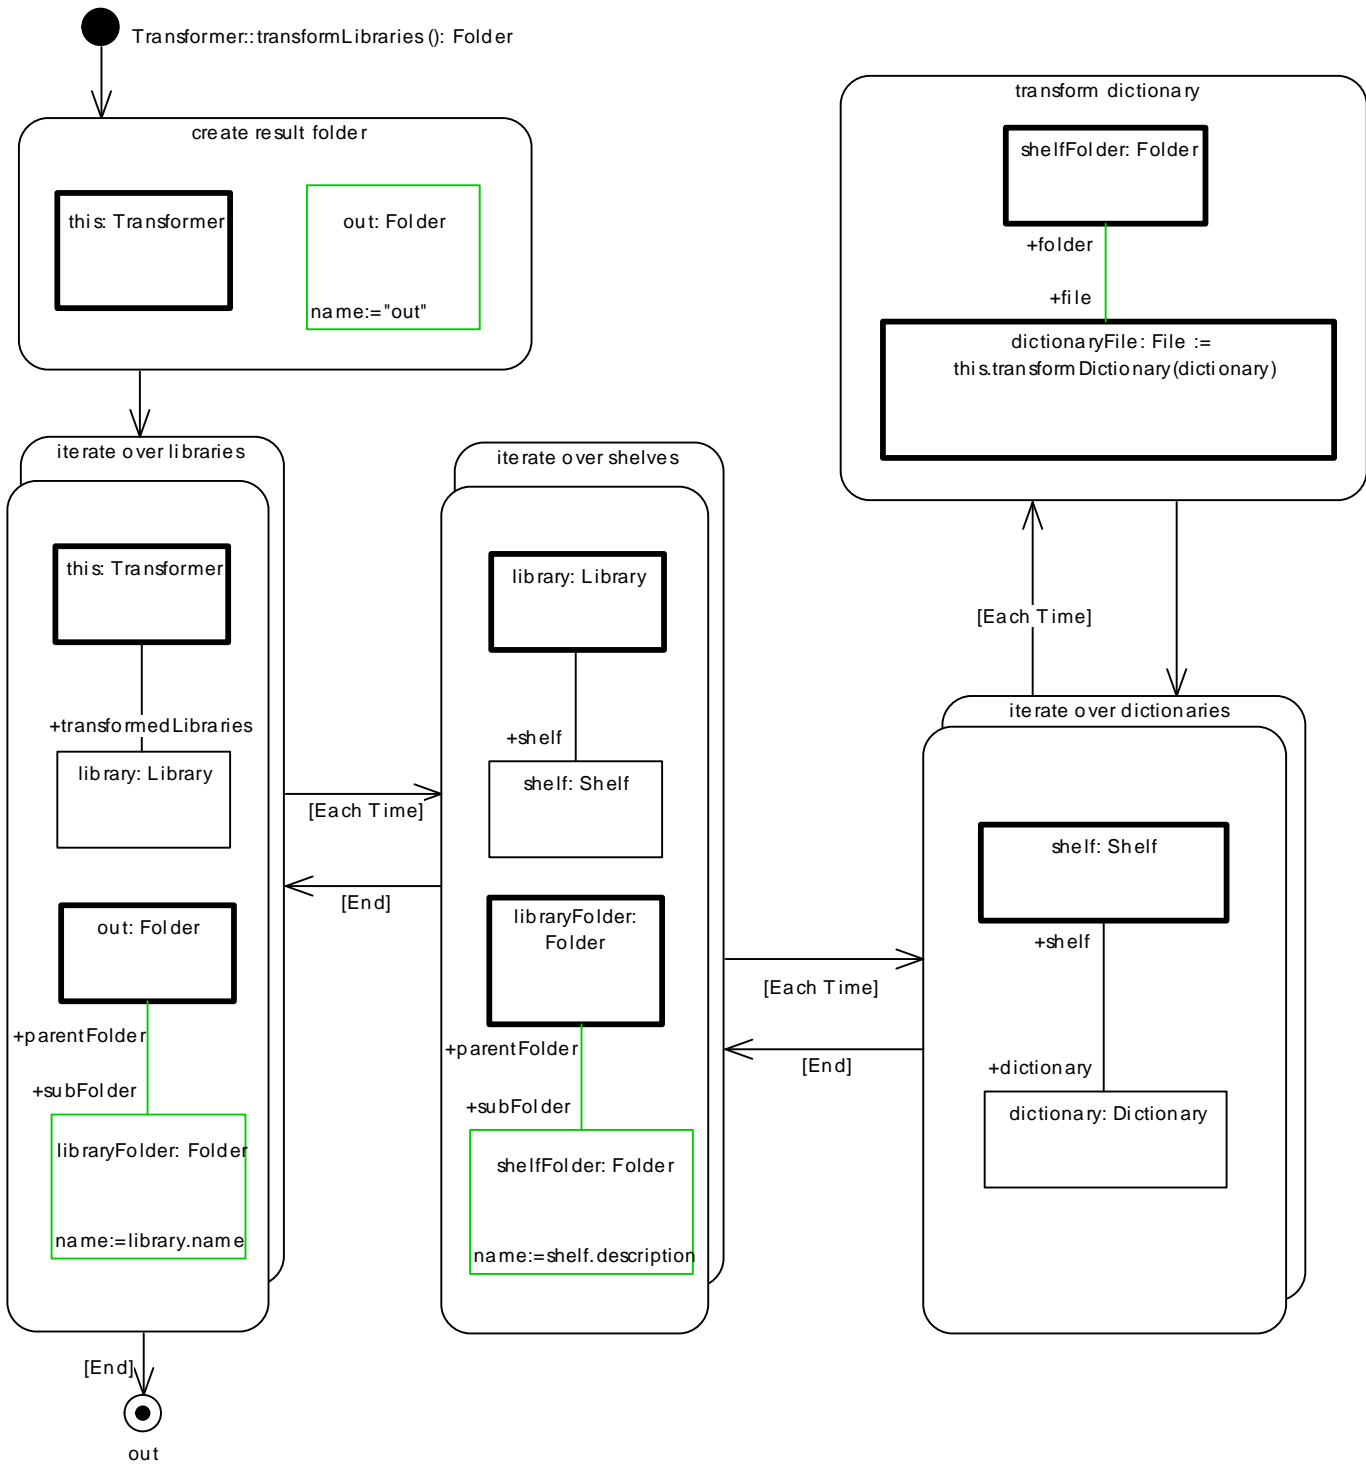 Transformer::transformLibraries (): Folder
create result folder
this: Transformer
out: Folder
name:="out"
transform dictionary
shelfFolder: Folder
+folder
+file
dictionaryFile: File :=
this.transformDictionary(dictionary)
iterate over libraries
this: Transformer
+transformedLibraries
library: Library
out: Folder
+parentFolder
+subFolder
libraryFolder: Folder
name:=library.name
[Each Time]
[End]
iterate over shelves
library: Library
+shelf
shelf: Shelf
libraryFolder:
Folder
+parentFolder
+subFolder
shelfFolder: Folder
name:=shelf.description
[Each Time]
[End]
[Each Time]
iterate over dictionaries
shelf: Shelf
+shelf
+dictionary
dictionary: Dictionary
[End]
out